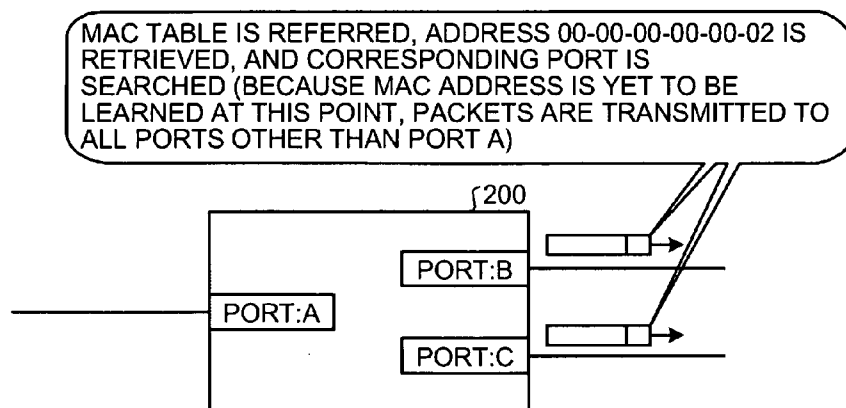 MAC TABLE IS REFERRED, ADDRESS 00-00-00-00-00-02 IS
RETRIEVED, AND CORRESPONDING PORT IS
SEARCHED (BECAUSE MAC ADDRESS IS YET TO BE
LEARNED AT THIS POINT, PACKETS ARE TRANSMITTED TO
ALL PORTS OTHER THAN PORT A)
200
PORT:B
PORT:A
PORT:C